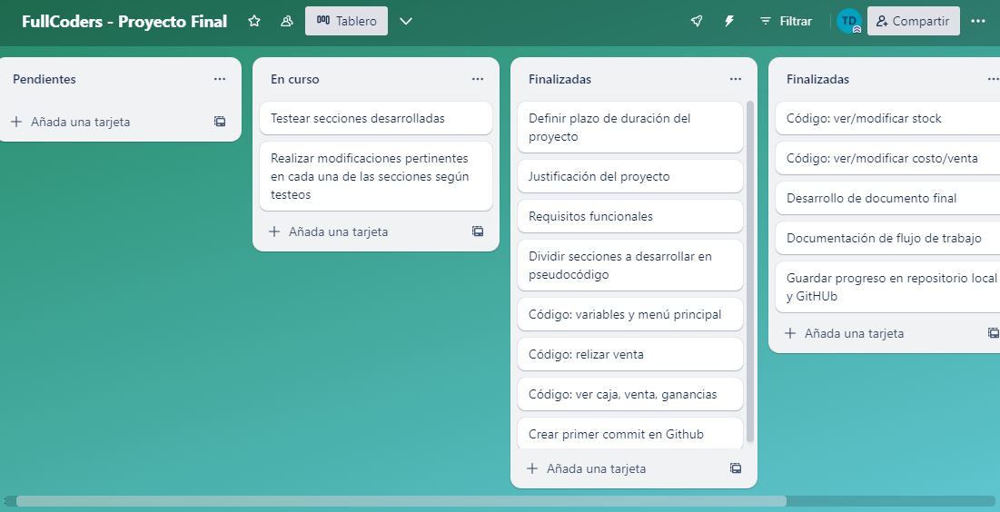 FullCoders - Proyecto Final
Tablero
Filtrar
TD
Compartir
Pendientes
Añada una tarjeta
En curso
Testear secciones desarrolladas
Realizar modificaciones pertinentes
en cada una de las secciones según
testeos
Añada una tarjeta
Finalizadas
Definir plazo de duración del
proyecto
Justificación del proyecto
Requisitos funcionales
Dividir secciones a desarrollar en
pseudocódigo
Código: variables y menú principal
Código: relizar venta
Código: ver caja, venta, ganancias
Crear primer commit en Github
Añada una tarjeta
Finalizadas
Código: ver/modificar stock
Código: ver/modificar costo/venta
Desarrollo de documento final
Documentación de flujo de trabajo
Guardar progreso en repositorio local
y GitHUb
Añada una tarjeta